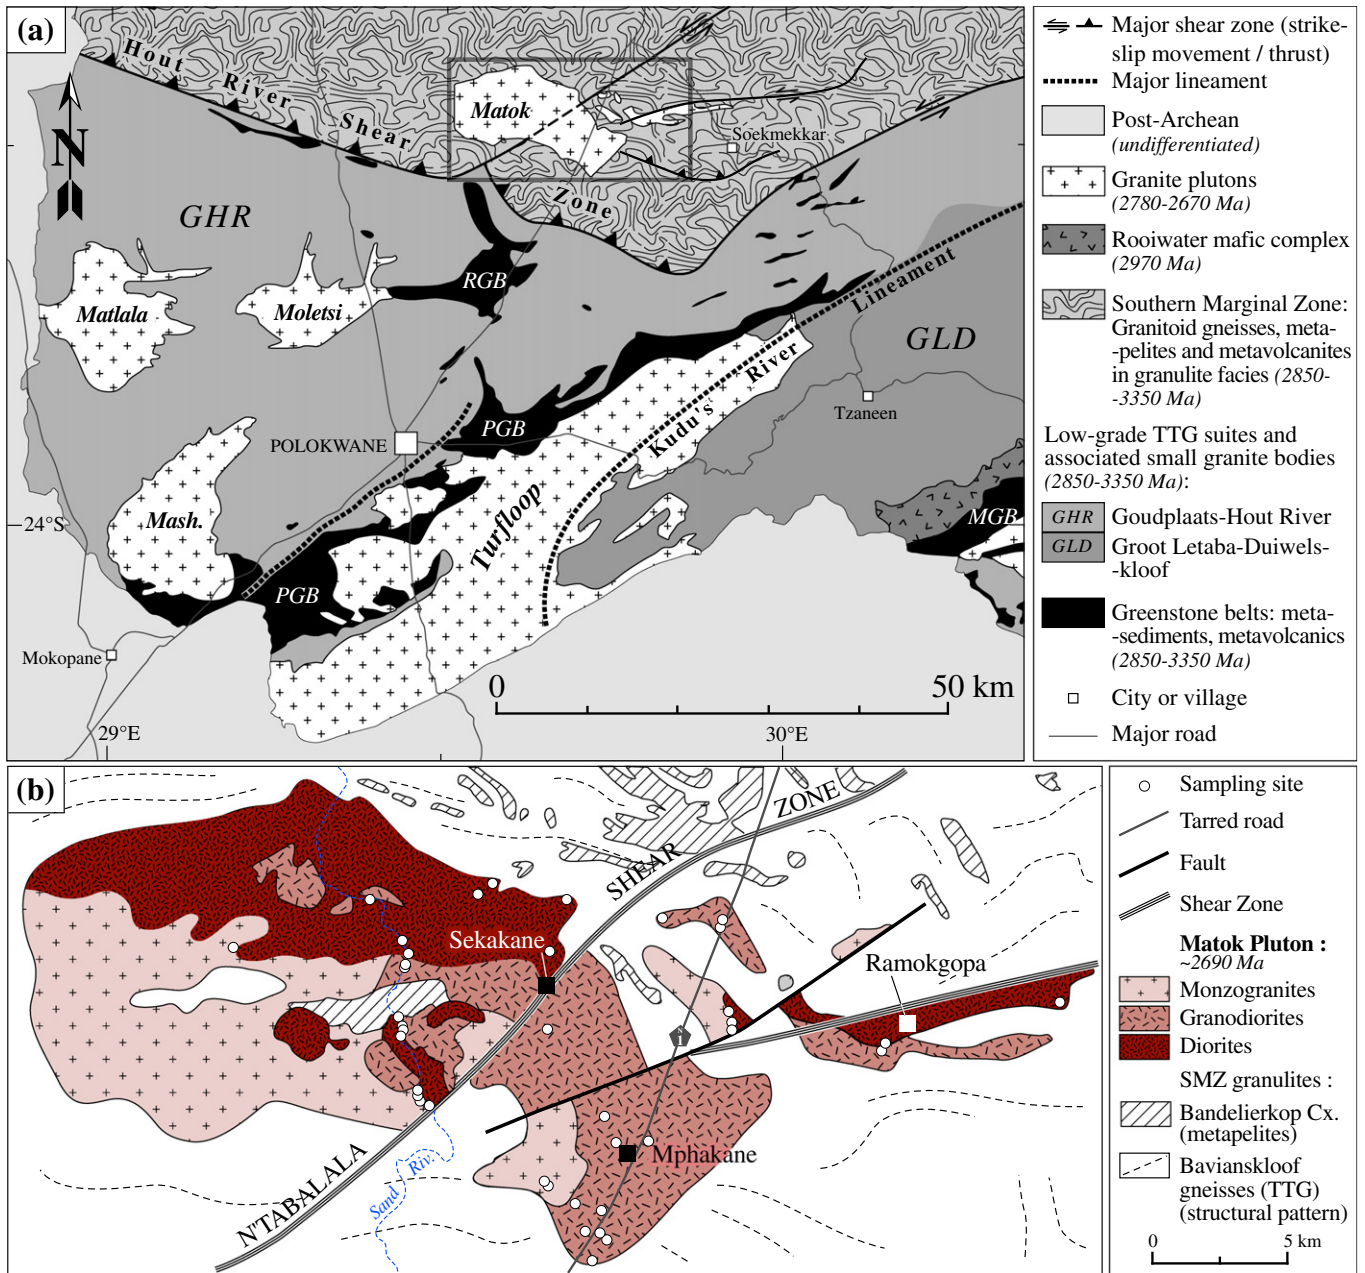 (a)
Hout River Shear Zone
N
Matok
Soekmekkar
GHR
RGB
Matlala
Moletsi
Kudu's River Lineament
GLD
Tzaneen
POLOKWANE
PGB
Turfloop
24°S
Mash.
MGB
PGB
Mokopane
0 50 km
29°E
30°E
Major shear zone (strike-
slip movement / thrust)
Major lineament
Post-Archean
(undifferentiated)
Granite plutons
(2780-2670 Ma)
Rooiwater mafic complex
(2970 Ma)
Southern Marginal Zone:
Granitoid gneisses, meta-
-pelites and metavolcanites
in granulite facies (2850-
-3350 Ma)
Low-grade TTG suites and
associated small granite bodies
(2850-3350 Ma):
GHR Goudplaats-Hout River
GLD Groot Letaba-Duiwels-
-kloof
Greenstone belts: meta-
-sediments, metavolcanics
(2850-3350 Ma)
City or village
Major road
(b)
N'TABALALA SHEAR ZONE
Sekakane
Ramokgopa
1
Mphakane
Sand Riv.
Sampling site
Tarred road
Fault
Shear Zone
Matok Pluton :
~2690 Ma
Monzogranites
Granodiorites
Diorites
SMZ granulites :
Bandelierkop Cx.
(metapelites)
Bavianskloof
gneisses (TTG)
(structural pattern)
0 5 km